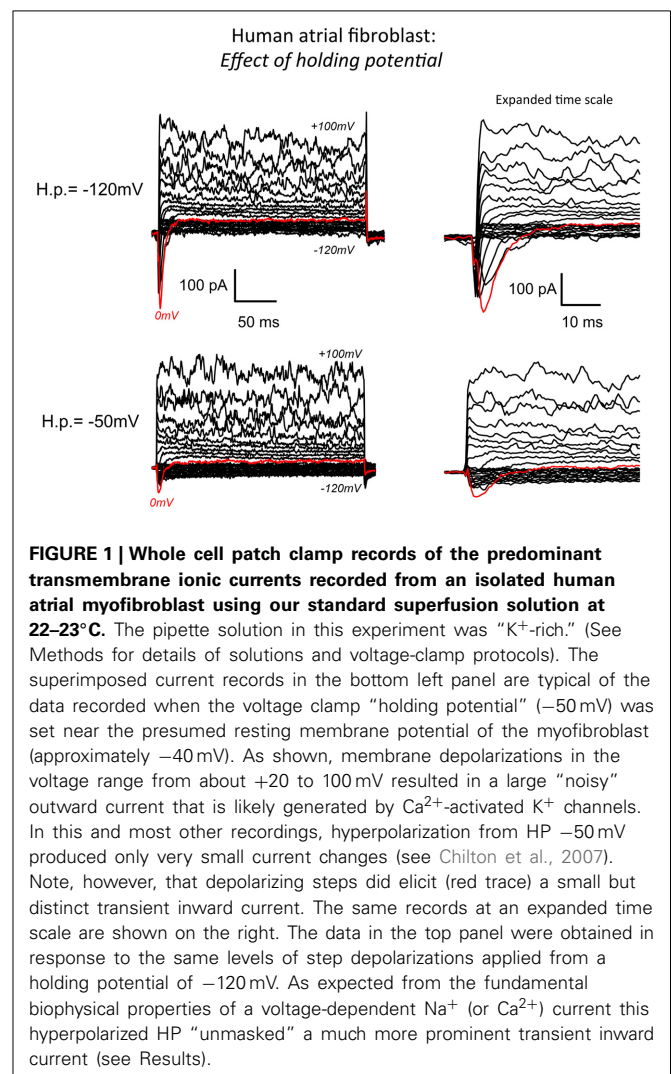 Human atrial fibroblast:
Effect of holding potential
Expanded time scale
+100mV
H.p.= -120mV
-120mV
100 pA
50 ms
0mV
100 pA
10 ms
+100mV
H.p.= -50mV
-120mV
0mV
FIGURE 1 | Whole cell patch clamp records of the predominant
transmembrane ionic currents recorded from an isolated human
atrial myofibroblast using our standard superfusion solution at
22–23°C. The pipette solution in this experiment was “K+-rich.” (See
Methods for details of solutions and voltage-clamp protocols). The
superimposed current records in the bottom left panel are typical of the
data recorded when the voltage clamp “holding potential” (−50 mV) was
set near the presumed resting membrane potential of the myofibroblast
(approximately −40 mV). As shown, membrane depolarizations in the
voltage range from about +20 to 100 mV resulted in a large “noisy”
outward current that is likely generated by Ca2+-activated K+ channels.
In this and most other recordings, hyperpolarization from HP −50 mV
produced only very small current changes (see Chilton et al., 2007).
Note, however, that depolarizing steps did elicit (red trace) a small but
distinct transient inward current. The same records at an expanded time
scale are shown on the right. The data in the top panel were obtained in
response to the same levels of step depolarizations applied from a
holding potential of −120 mV. As expected from the fundamental
biophysical properties of a voltage-dependent Na+ (or Ca2+) current this
hyperpolarized HP “unmasked” a much more prominent transient inward
current (see Results).